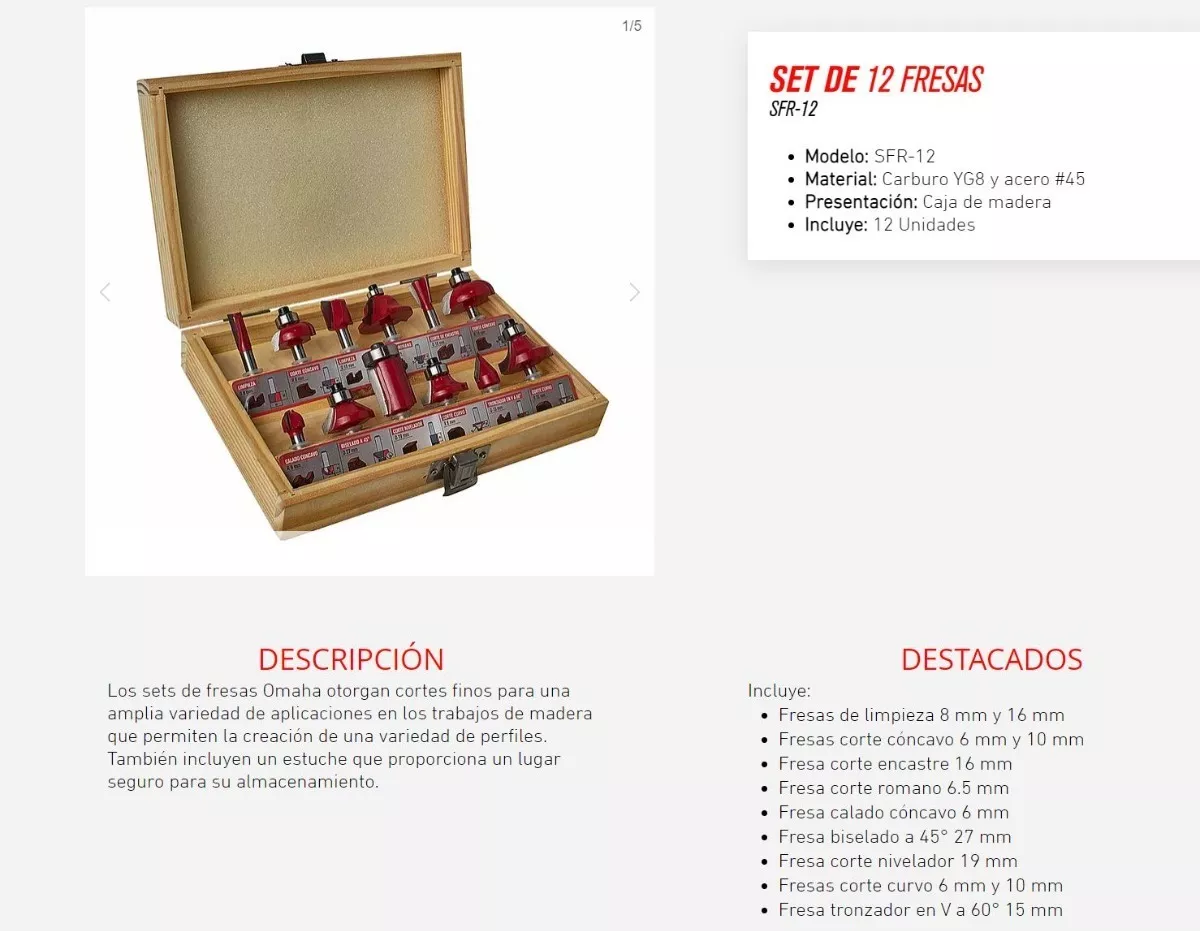 1/5
SET DE 12 FRESAS
SFR-12
Modelo: SFR-12
Material: Carburo YG8 y acero #45
Presentación: Caja de madera
Incluye: 12 Unidades
LIMPIEZA
CORTE CÓNCAVO
LIMPIEZA
CALADO CÓNCAVO
BISELADO A 45°
CORTE NIVELADOR
CORTE CURVO
CORTE CURVO
DESCRIPCIÓN
Los sets de fresas Omaha otorgan cortes finos para una
amplia variedad de aplicaciones en los trabajos de madera
que permiten la creación de una variedad de perfiles.
También incluyen un estuche que proporciona un lugar
seguro para su almacenamiento.
DESTACADOS
Incluye:
Fresas de limpieza 8 mm y 16 mm
Fresas corte cóncavo 6 mm y 10 mm
Fresa corte encastre 16 mm
Fresa corte romano 6.5 mm
Fresa calado cóncavo 6 mm
Fresa biselado a 45° 27 mm
Fresa corte nivelador 19 mm
Fresas corte curvo 6 mm y 10 mm
Fresa tronzador en V a 60° 15 mm